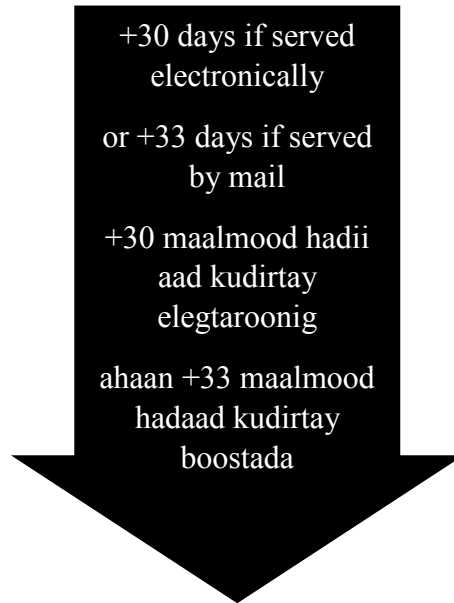 +30 days if served
electronically
or +33 days if served
by mail
+30 maalmood hadii
aad kudirtay
elegtaroonig
ahaan +33 maalmood
hadaad kudirtay
boostada